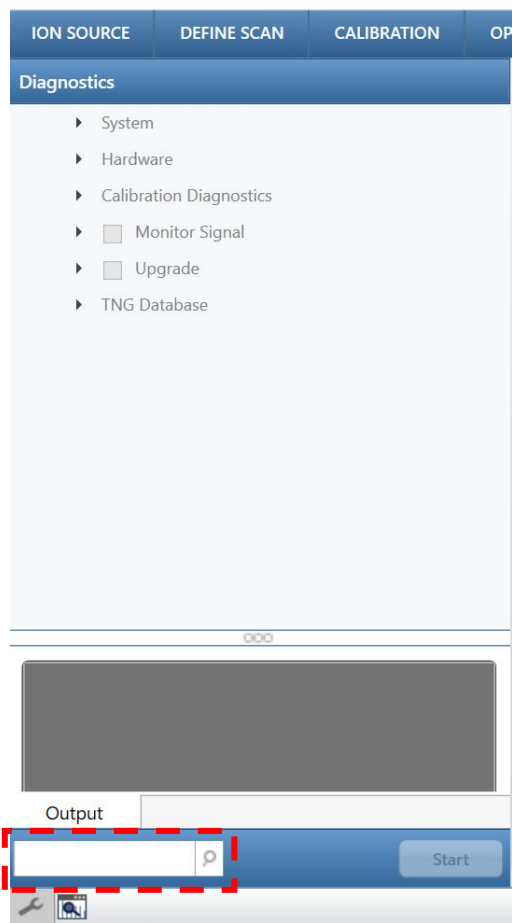 ION SOURCE DEFINE SCAN CALIBRATION OP
Diagnostics
System
Hardware
Calibration Diagnostics
Monitor Signal
Upgrade
TNG Database
Output
Start